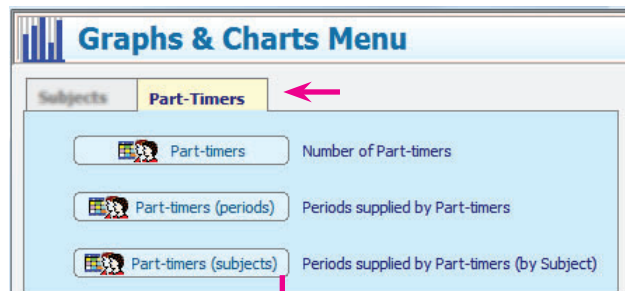 Graphs & Charts Menu
Subjects Part-Timers
Part-timers Number of Part-timers
Part-timers (periods) Periods supplied by Part-timers
Part-timers (subjects) Periods supplied by Part-timers (by Subject)